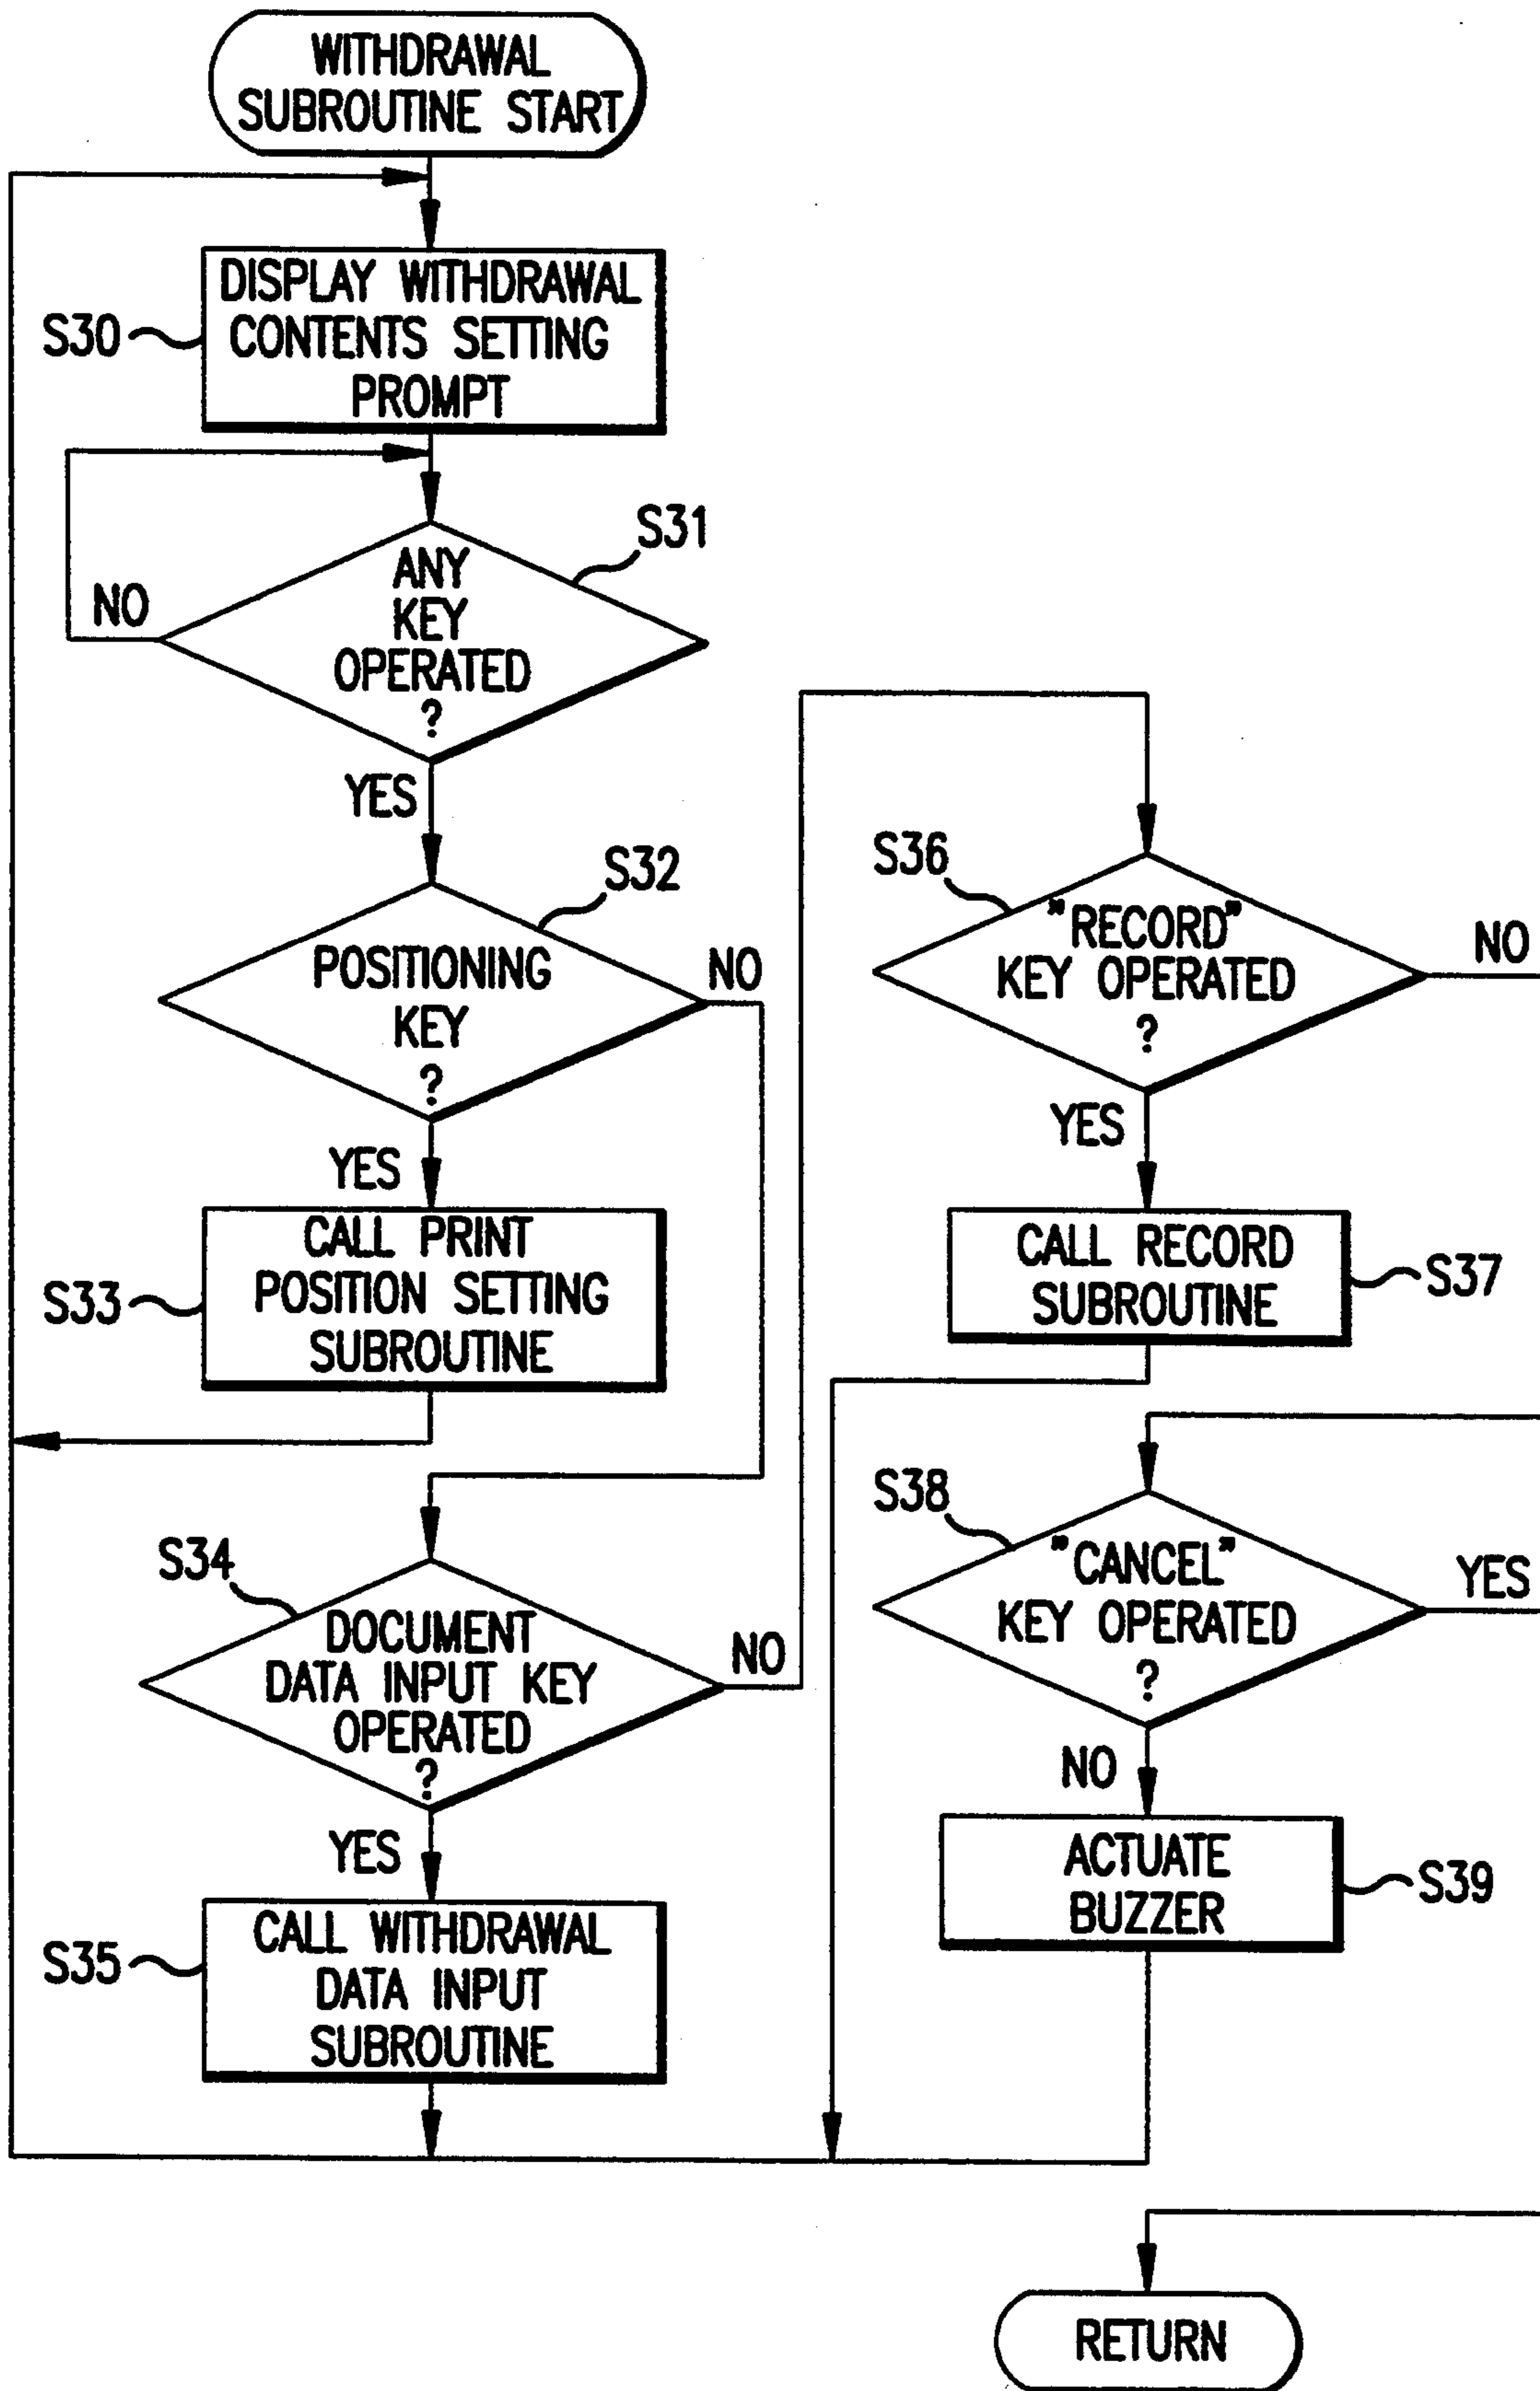 WITHDRAWAL
SUBROUTINE START
S30
DISPLAY WITHDRAWAL
CONTENTS SETTING
PROMPT
S31
ANY
KEY
OPERATED
?
NO
YES
S32
POSITIONING
KEY
?
NO
YES
S33
CALL PRINT
POSITION SETTING
SUBROUTINE
S34
DOCUMENT
DATA INPUT KEY
OPERATED
?
NO
YES
S35
CALL WITHDRAWAL
DATA INPUT
SUBROUTINE
S36
"RECORD"
KEY OPERATED
?
NO
YES
CALL RECORD
SUBROUTINE
S37
S38
"CANCEL"
KEY OPERATED
?
YES
NO
ACTUATE
BUZZER
S39
RETURN